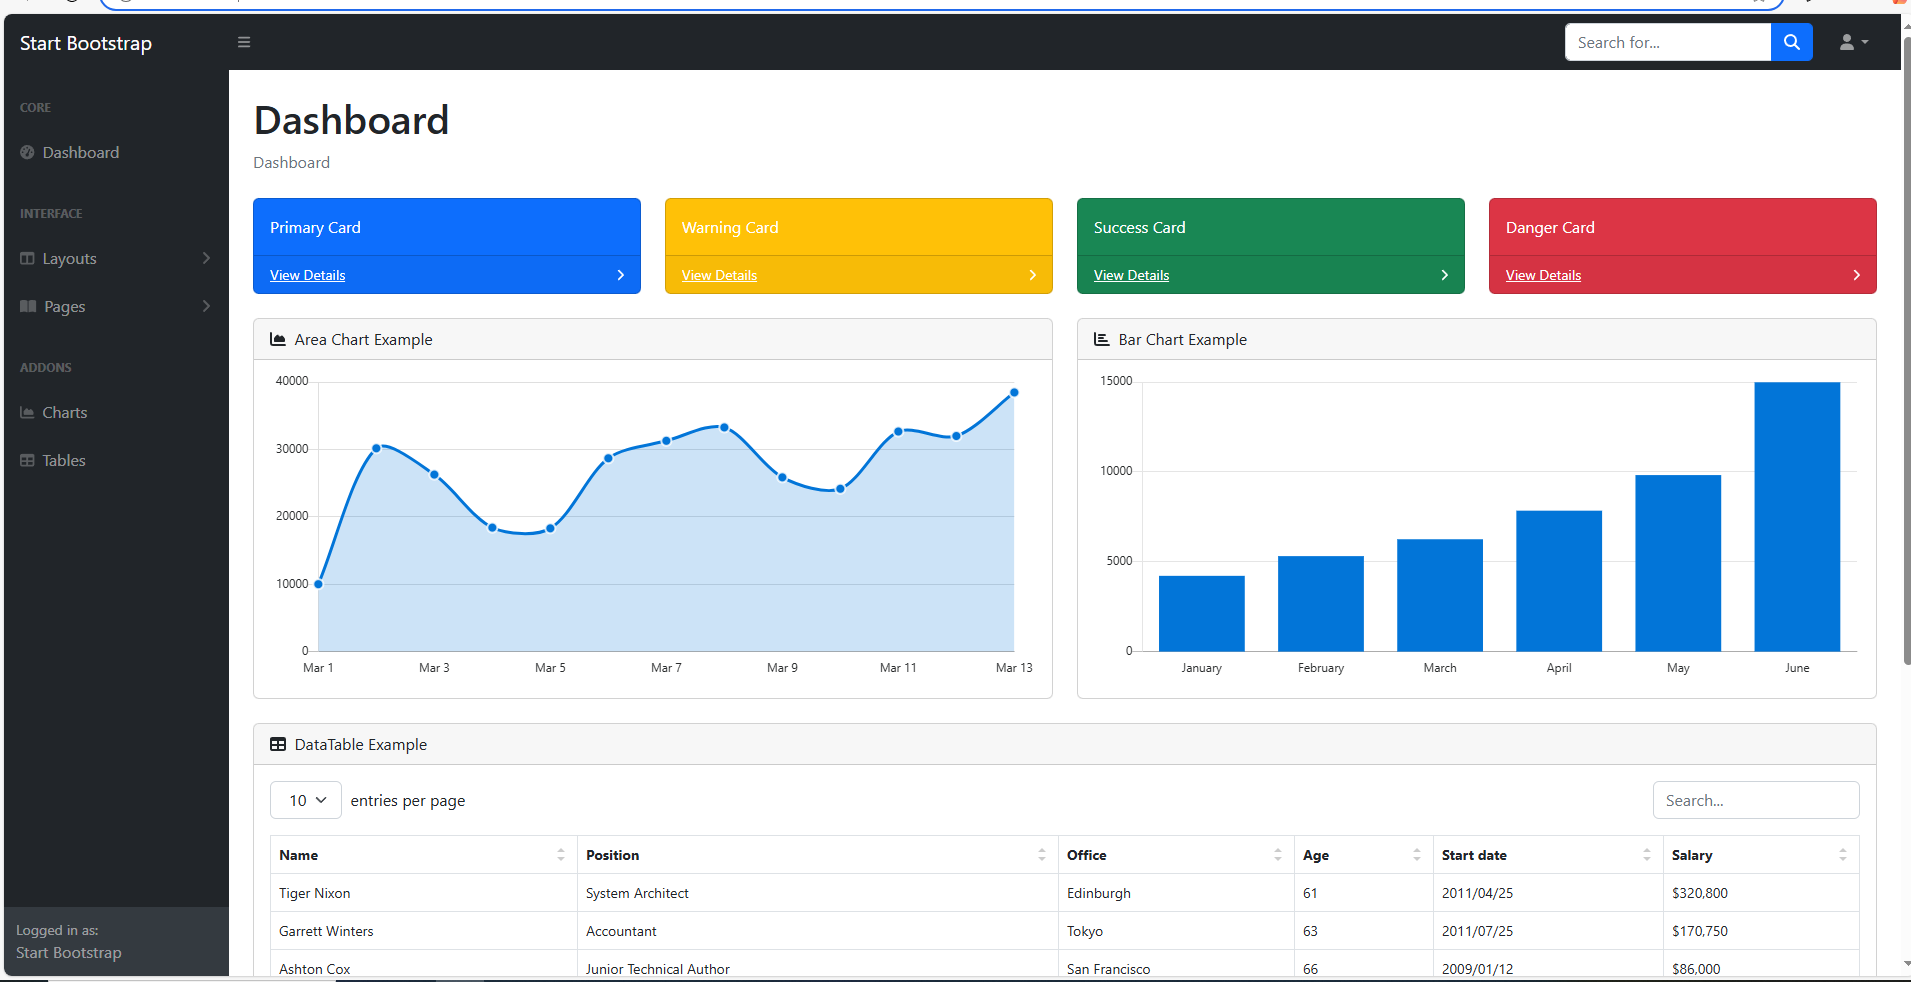 Start Bootstrap
Search for...
CORE
Dashboard
INTERFACE
Layouts
Pages
ADDONS
Charts
Tables
Logged in as:
Start Bootstrap
Dashboard
Dashboard
Primary Card
View Details
Warning Card
View Details
Success Card
View Details
Danger Card
View Details
Area Chart Example
40000
30000
20000
10000
0
Mar 1 Mar 3 Mar 5 Mar 7 Mar 9 Mar 11 Mar 13
Bar Chart Example
15000
10000
5000
0
January February March April May June
DataTable Example
10 entries per page
Search...
Name Position Office Age Start date Salary
Tiger Nixon System Architect Edinburgh 61 2011/04/25 $320,800
Garrett Winters Accountant Tokyo 63 2011/07/25 $170,750
Ashton Cox Junior Technical Author San Francisco 66 2009/01/12 $86,000